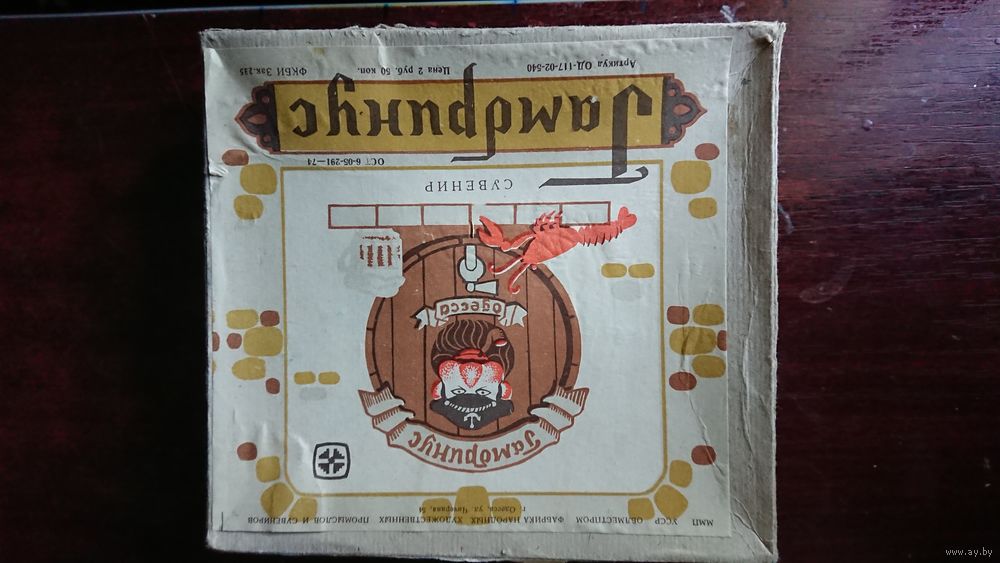 ММП УССР ОБЛМЕСТПРОМ ФАБРИКА НАРОДНЫХ ХУДОЖЕСТВЕННЫХ ПРОМЫСЛОВ И СУВЕНИРОВ
г. Одесса, ул. Чичерина, 54
Гамбринус
одесса
СУВЕНИР
ОСТ 6-05-291—74
Гамбринус
Артикул ОД-117-02-540 Цена 2 руб. 50 коп. ФКБИ Зак.235
www.ay.by